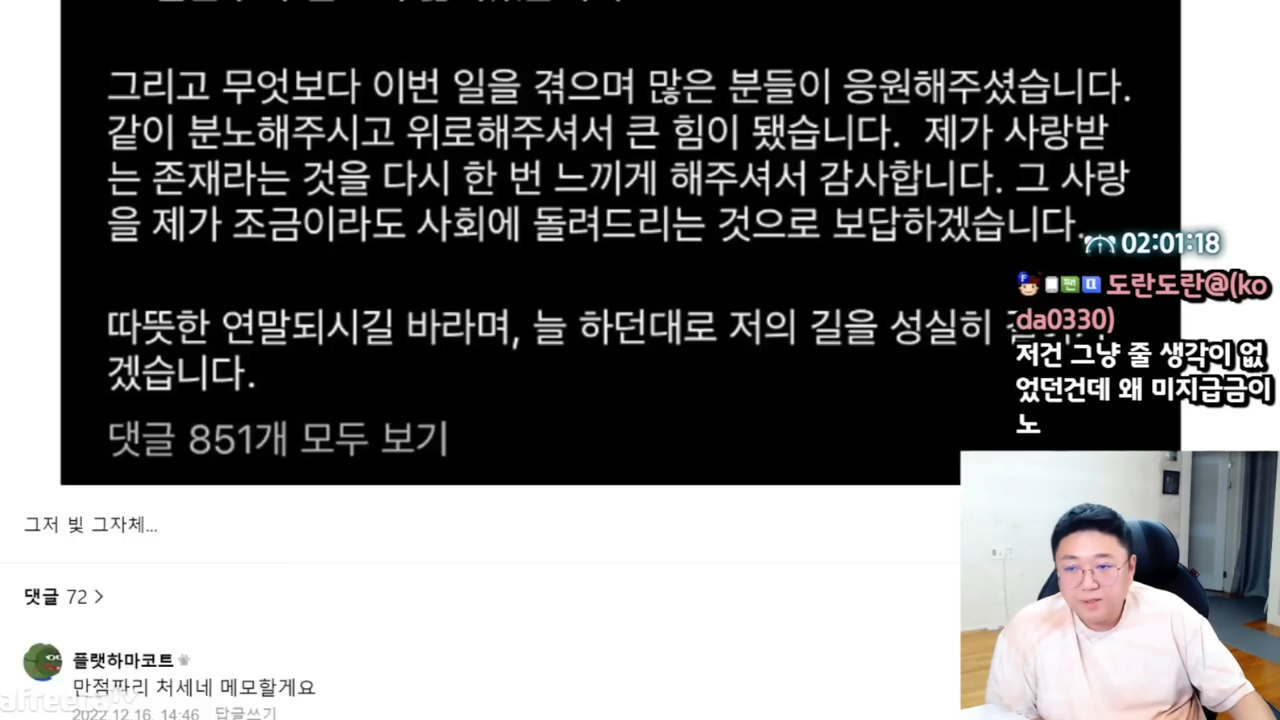 그리고 무엇보다 이번 일을 겪으며 많은 분들이 응원해주셨습니다.
같이 분노해주시고 위로해주셔서 큰 힘이 됐습니다. 제가 사랑받
는 존재라는 것을 다시 한 번 느끼게 해주셔서 감사합니다. 그 사랑
을 제가 조금이라도 사회에 돌려드리는 것으로 보답하겠습니다.
02:01:18
도란도란@(ko
da0330)
저건 그냥 줄 생각이 없
었던건데 왜 미지급금이
노
따뜻한 연말되시길 바라며, 늘 하던대로 저의 길을 성실히
겠습니다.
댓글 851개 모두 보기
그저 빛 그자체...
댓글 72 >
플랫하마코트
만점짜리 처세네 메모할게요
afreecaTV
2022.12.16. 14:46 답글쓰기